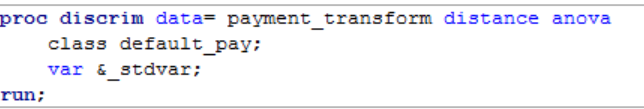 proc discrim data= payment_transform distance anova
class default_pay;
var &_stdvar;
run;